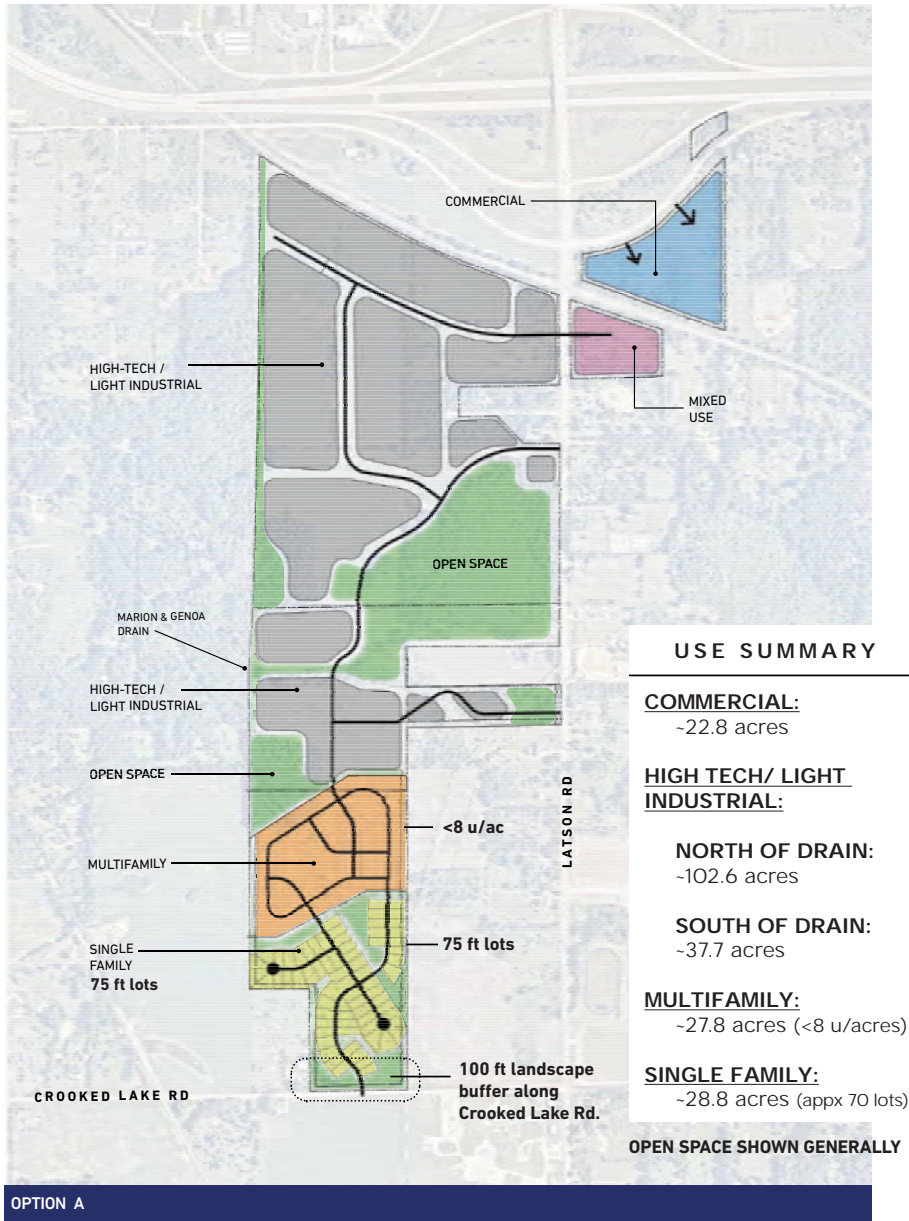 COMMERCIAL
HIGH-TECH /
LIGHT INDUSTRIAL
MIXED
USE
OPEN SPACE
MARION & GENOA
DRAIN
HIGH-TECH /
LIGHT INDUSTRIAL
OPEN SPACE
<8 u/ac
MULTIFAMILY
LATSON RD
SINGLE
FAMILY
75 ft lots
75 ft lots
100 ft landscape
buffer along
Crooked Lake Rd.
CROOKED LAKE RD
USE SUMMARY
COMMERCIAL:
~22.8 acres
HIGH TECH/ LIGHT
INDUSTRIAL:
NORTH OF DRAIN:
~102.6 acres
SOUTH OF DRAIN:
~37.7 acres
MULTIFAMILY:
~27.8 acres (<8 u/acres)
SINGLE FAMILY:
~28.8 acres (appx 70 lots)
OPEN SPACE SHOWN GENERALLY
OPTION A